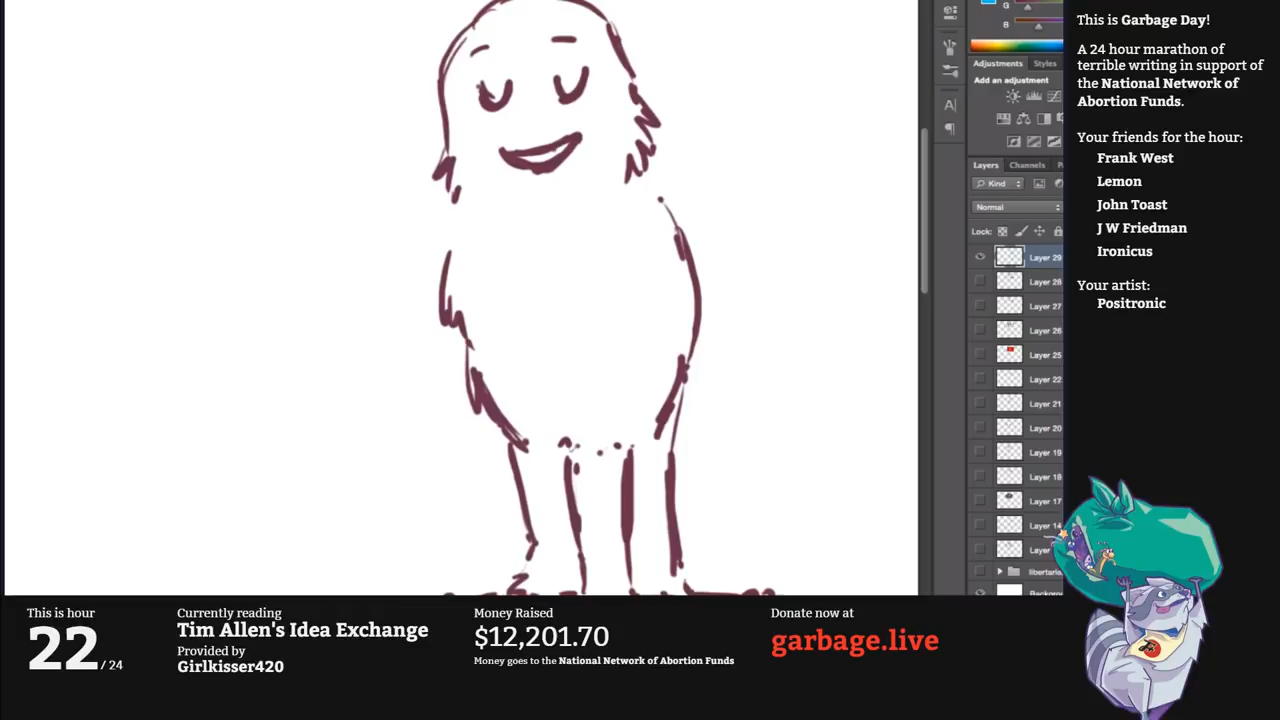 G
B
Adjustments Styles
Add an adjustment
Layers Channels
Kind
Normal
Lock:
Layer 29
Layer 28
Layer 27
Layer 26
Layer 25
Layer 22
Layer 21
Layer 20
Layer 19
Layer 18
Layer 17
Layer 14
Layer
libertaria
This is Garbage Day!
A 24 hour marathon of
terrible writing in support of
the National Network of
Abortion Funds.
Your friends for the hour:
Frank West
Lemon
John Toast
J W Friedman
Ironicus
Your artist:
Positronic
This is hour
22 / 24
Currently reading
Tim Allen's Idea Exchange
Provided by
Girlkisser420
Money Raised
$12,201.70
Money goes to the National Network of Abortion Funds
Donate now at
garbage.live